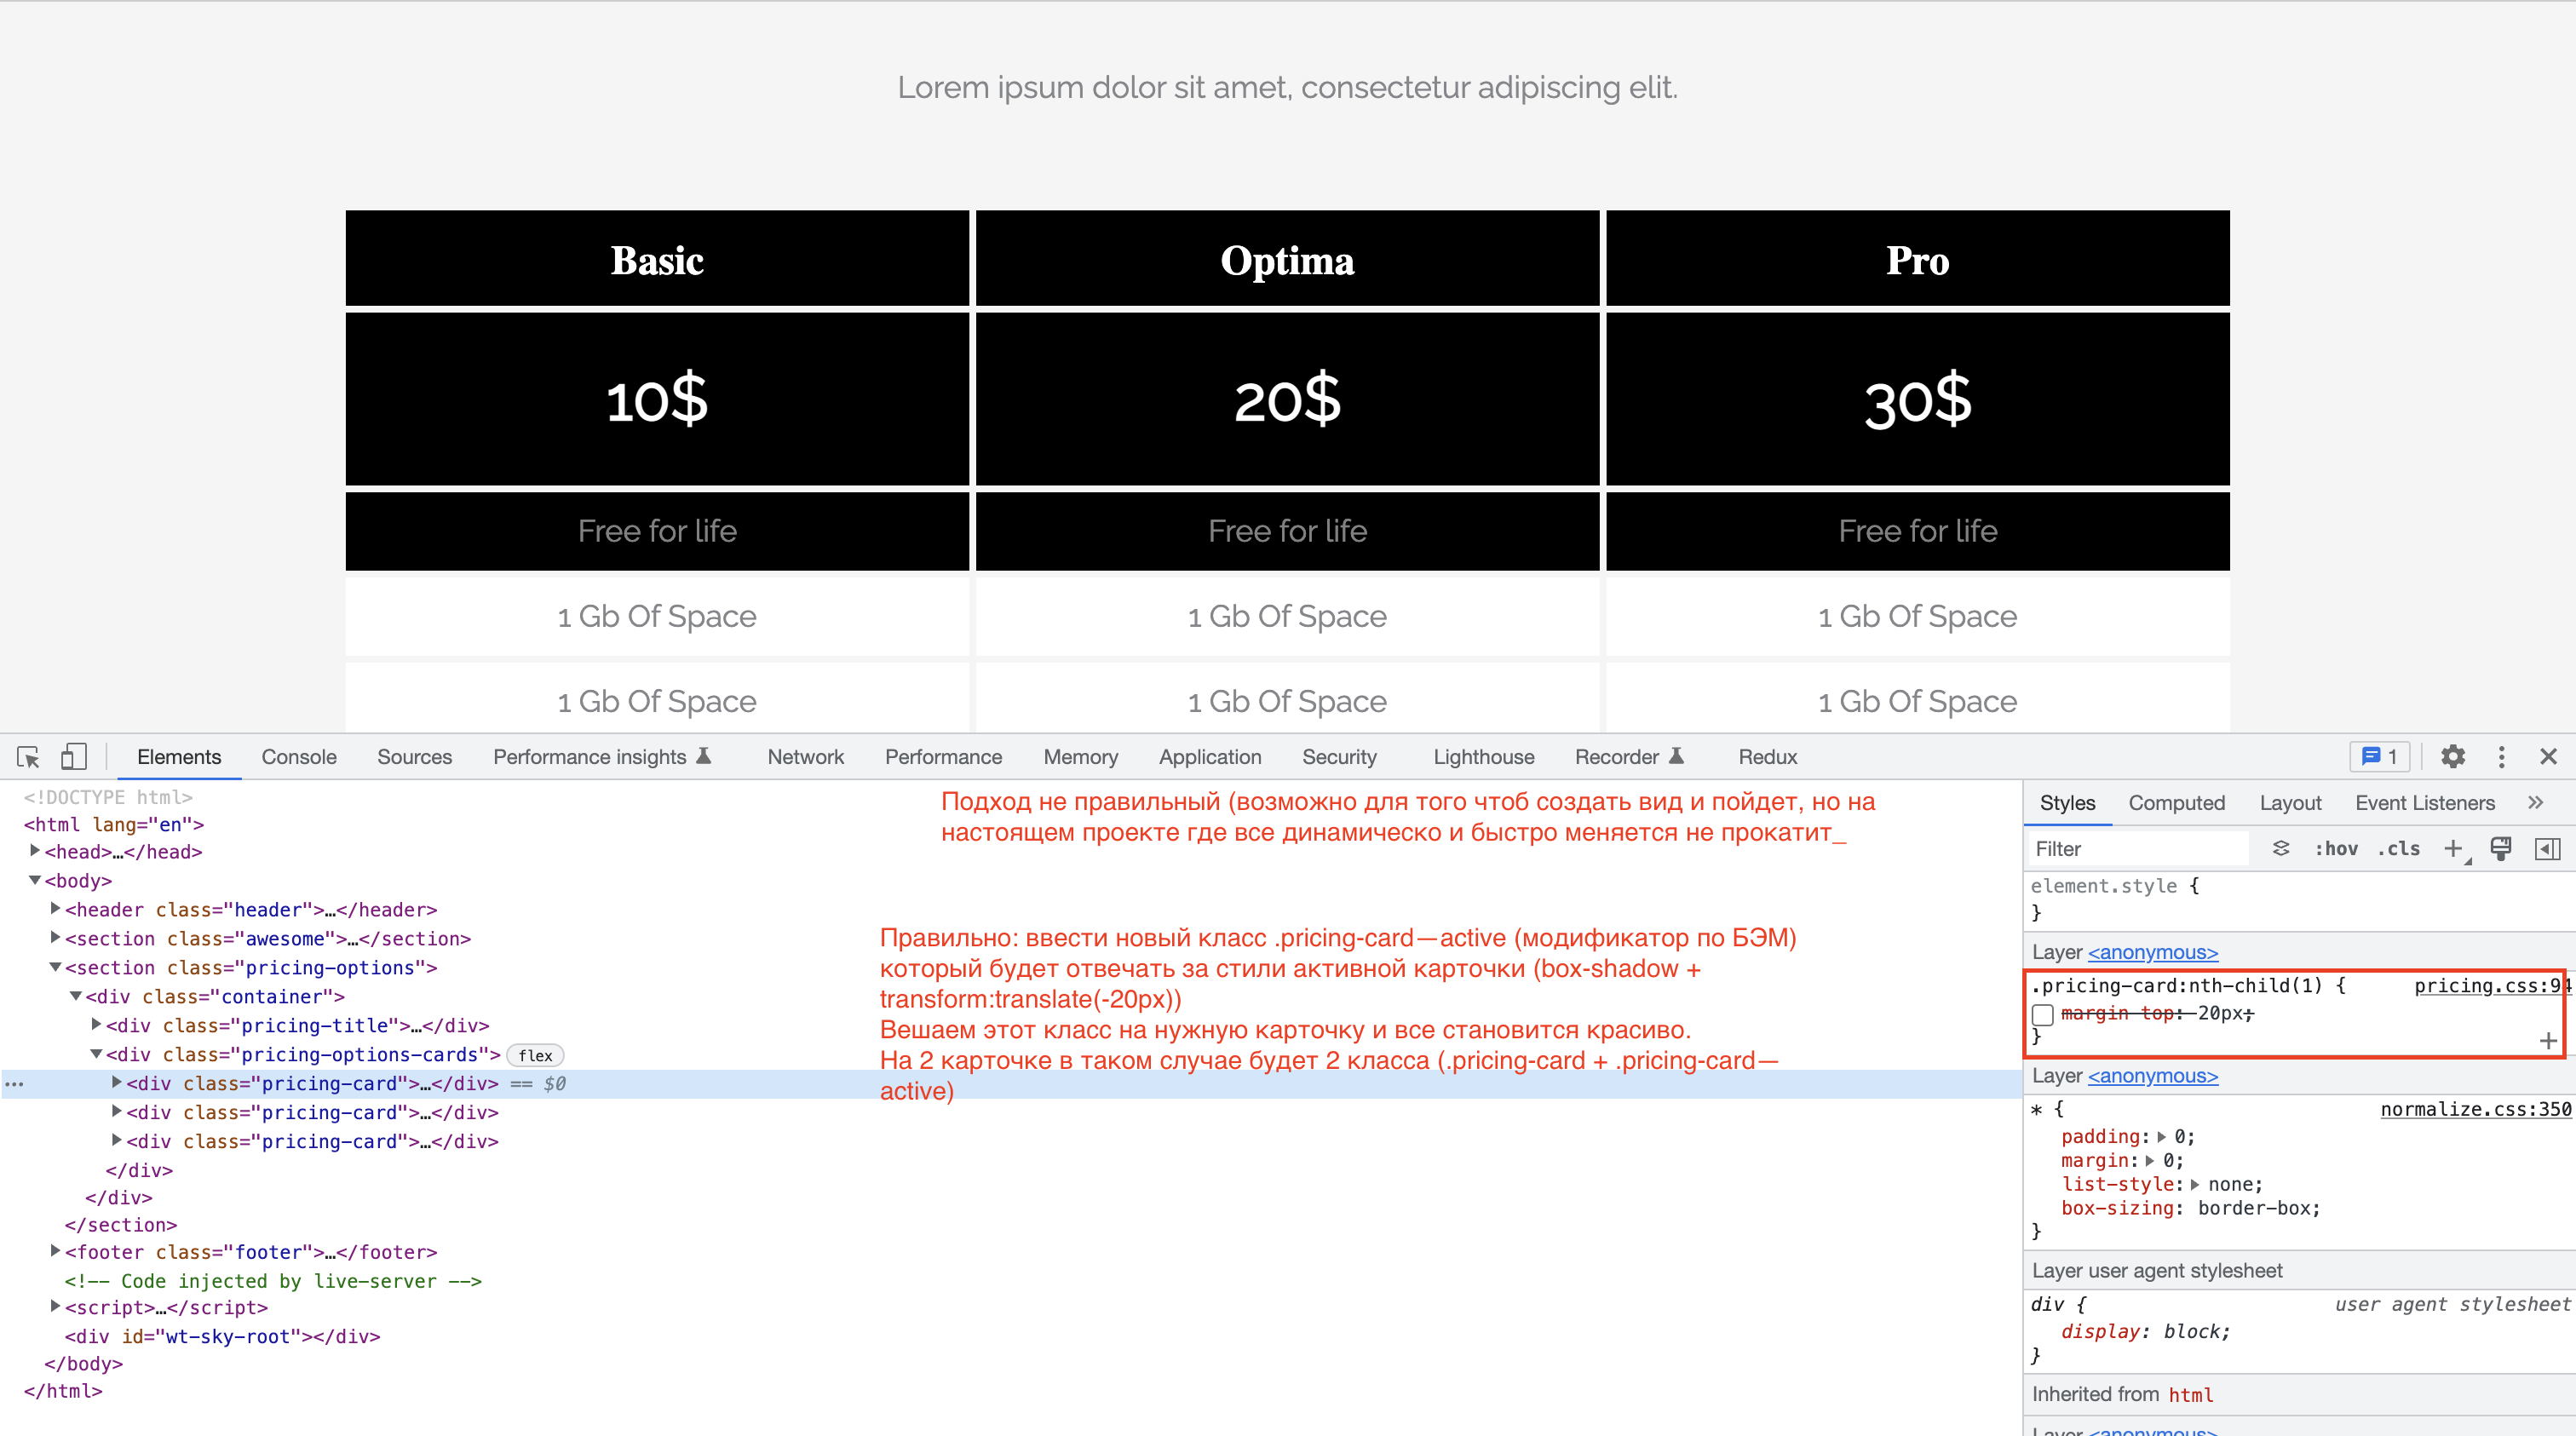 Lorem ipsum dolor sit amet, consectetur adipiscing elit.
Basic Optima Pro
10$ 20$ 30$
Free for life Free for life Free for life
1 Gb Of Space 1 Gb Of Space 1 Gb Of Space
1 Gb Of Space 1 Gb Of Space 1 Gb Of Space
Elements Console Sources Performance insights Network Performance Memory Application Security Lighthouse Recorder Redux 1
<!DOCTYPE html>
<html lang="en">
<head>…</head>
<body>
<header class="header">…</header>
<section class="awesome">…</section>
<section class="pricing-options">
<div class="container">
<div class="pricing-title">…</div>
<div class="pricing-options-cards"> flex
… <div class="pricing-card">…</div> == $0
<div class="pricing-card">…</div>
<div class="pricing-card">…</div>
</div>
</div>
</section>
<footer class="footer">…</footer>
<!-- Code injected by live-server -->
<script>…</script>
<div id="wt-sky-root"></div>
</body>
</html>
Подход не правильный (возможно для того чтоб создать вид и пойдет, но на
настоящем проекте где все динамическо и быстро меняется не прокатит_
Правильно: ввести новый класс .pricing-card—active (модификатор по БЭМ)
который будет отвечать за стили активной карточки (box-shadow +
transform:translate(-20px))
Вешаем этот класс на нужную карточку и все становится красиво.
На 2 карточке в таком случае будет 2 класса (.pricing-card + .pricing-card—
active)
Styles Computed Layout Event Listeners »
Filter :hov .cls +
element.style {
}
Layer <anonymous>
.pricing-card:nth-child(1) { pricing.css:94
margin-top: 20px;
}
Layer <anonymous>
* { normalize.css:350
padding: 0;
margin: 0;
list-style: none;
box-sizing: border-box;
}
Layer user agent stylesheet
div { user agent stylesheet
display: block;
}
Inherited from html
Layer <anonymous>